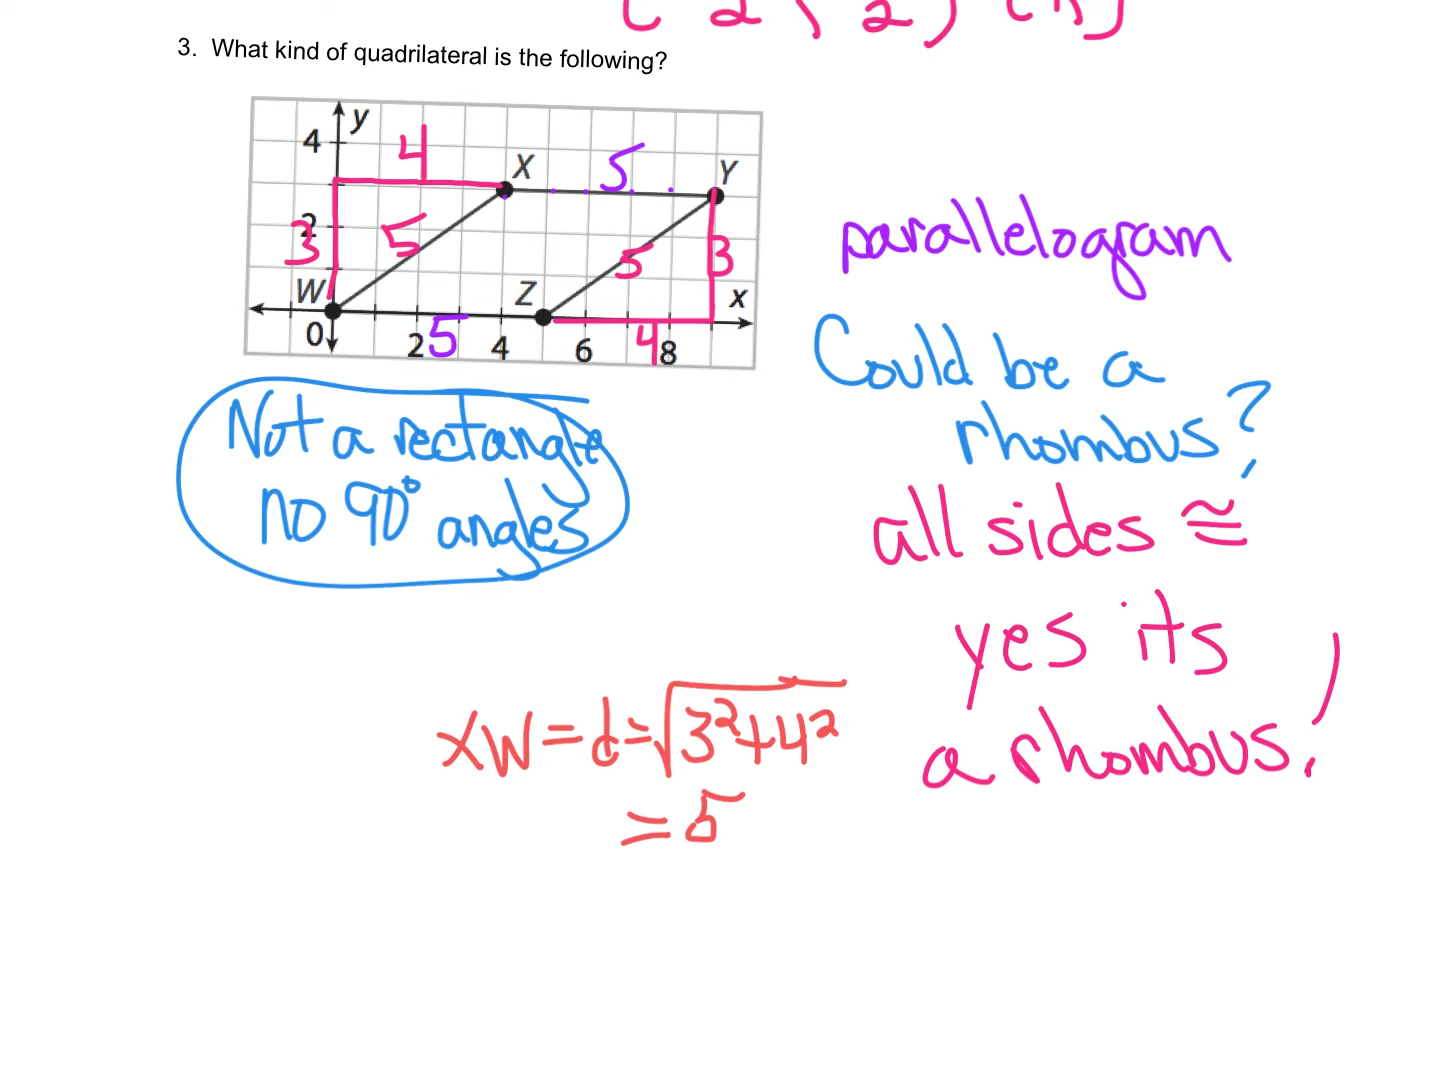 3. What kind of quadrilateral is the following?
y
4
4
X
5
Y
3
2
5
5
3
W
Z
x
0
2
5
4
6
4
8
parallelogram
Could be a
rhombus?
all sides ≅
yes its
a rhombus!
Not a rectangle
no 90° angles
XW = d = √3²+4²
= 5